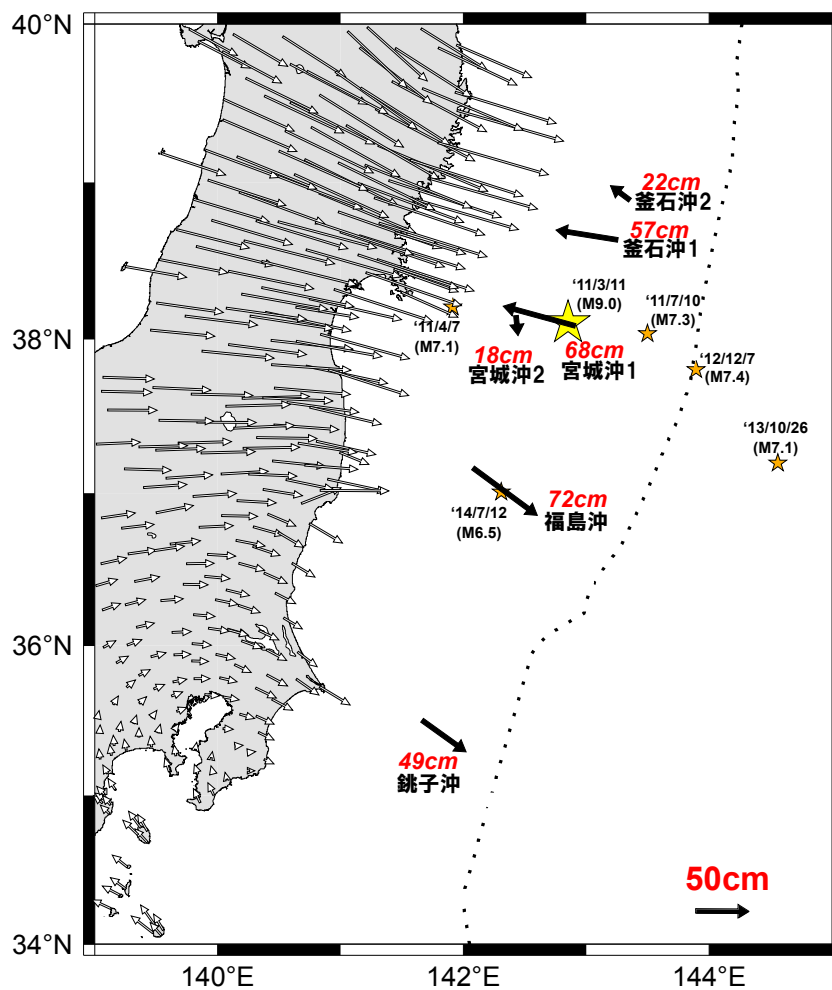 40°N
22cm
釜石沖2
57cm
釜石沖1
‘11/3/11
(M9.0)
‘11/7/10
(M7.3)
‘11/4/7
(M7.1)
38°N
18cm
宮城沖2
68cm
宮城沖1
‘12/12/7
(M7.4)
‘13/10/26
(M7.1)
72cm
福島沖
‘14/7/12
(M6.5)
36°N
49cm
銚子沖
50cm
34°N
140°E
142°E
144°E